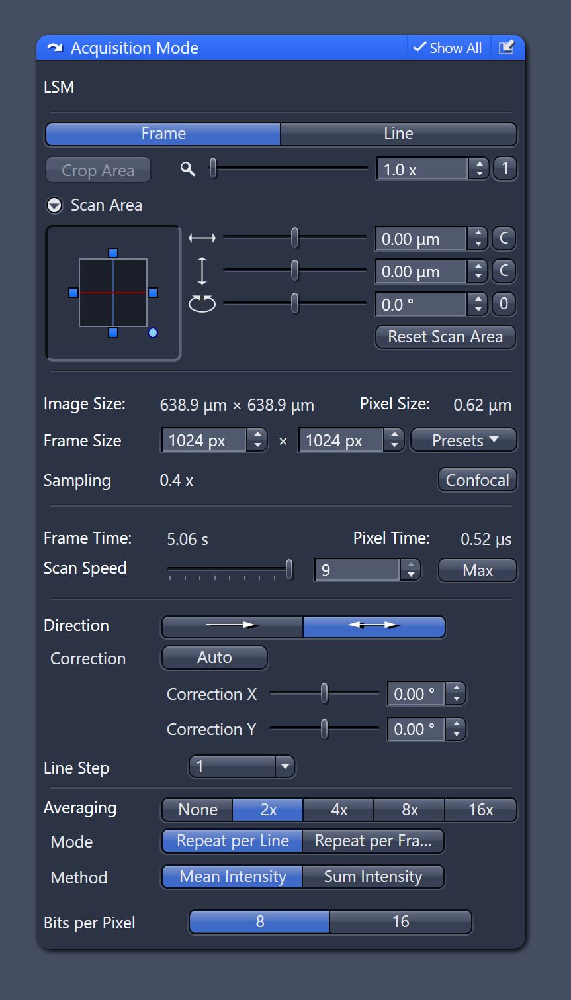 Acquisition Mode Show All
LSM
Frame Line
Crop Area 1.0 x 1
Scan Area
0.00 µm C
0.00 µm C
0.0 ° 0
Reset Scan Area
Image Size: 638.9 µm × 638.9 µm Pixel Size: 0.62 µm
Frame Size 1024 px × 1024 px Presets
Sampling 0.4 x Confocal
Frame Time: 5.06 s Pixel Time: 0.52 µs
Scan Speed 9 Max
Direction
Correction Auto
Correction X 0.00 °
Correction Y 0.00 °
Line Step 1
Averaging None 2x 4x 8x 16x
Mode Repeat per Line Repeat per Fra...
Method Mean Intensity Sum Intensity
Bits per Pixel 8 16